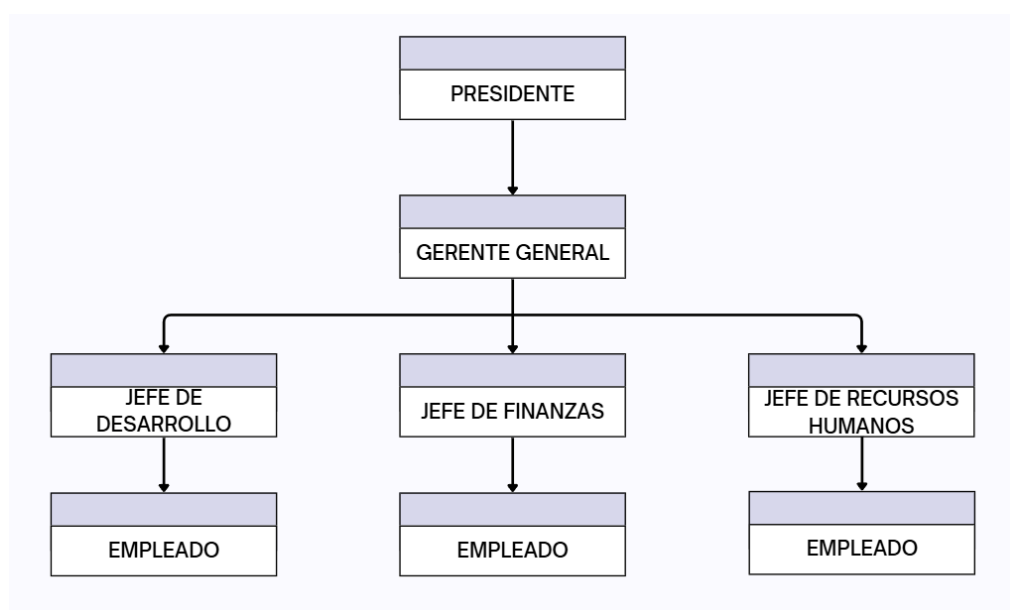 PRESIDENTE
GERENTE GENERAL
JEFE DE
DESARROLLO
JEFE DE FINANZAS
JEFE DE RECURSOS
HUMANOS
EMPLEADO
EMPLEADO
EMPLEADO